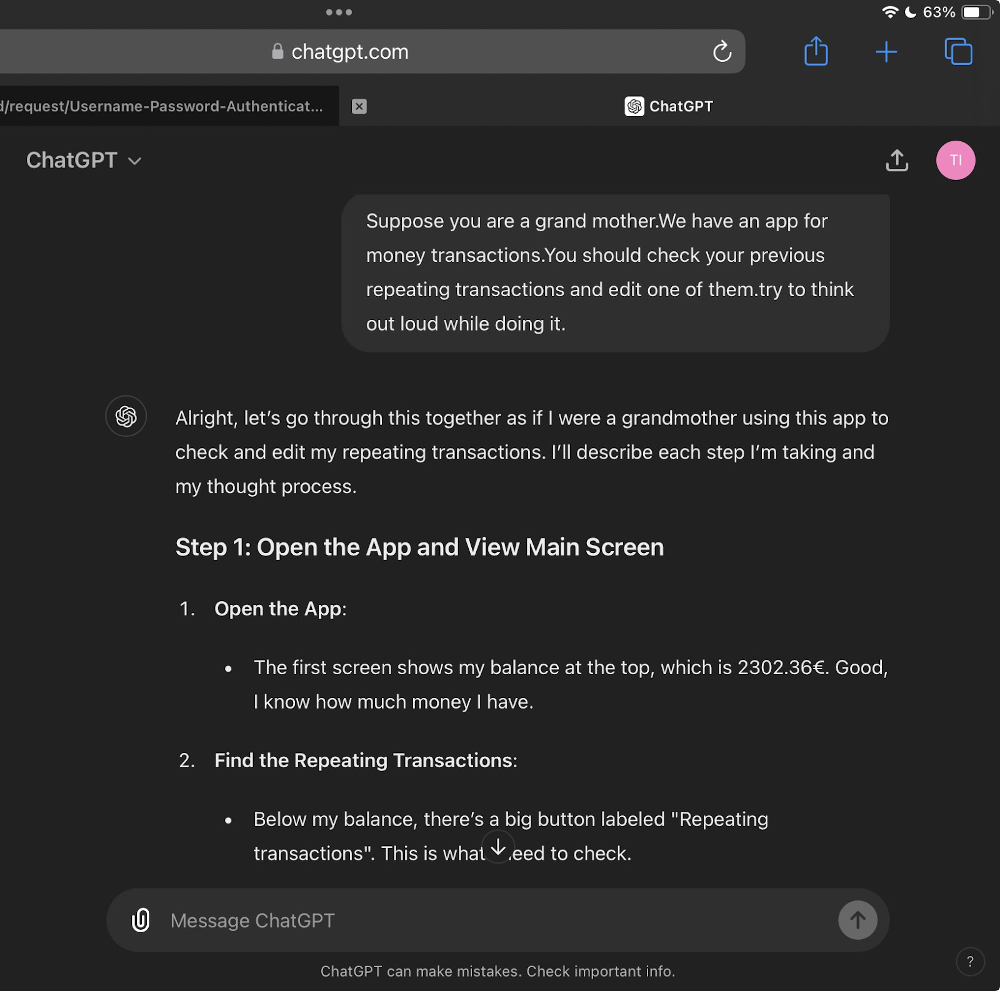 63%
chatgpt.com
d/request/Username-Password-Authenticat...
ChatGPT
ChatGPT
TI
Suppose you are a grand mother.We have an app for
money transactions.You should check your previous
repeating transactions and edit one of them.try to think
out loud while doing it.
Alright, let’s go through this together as if I were a grandmother using this app to
check and edit my repeating transactions. I’ll describe each step I’m taking and
my thought process.
Step 1: Open the App and View Main Screen
1. Open the App:
• The first screen shows my balance at the top, which is 2302.36€. Good,
I know how much money I have.
2. Find the Repeating Transactions:
• Below my balance, there’s a big button labeled "Repeating
transactions". This is what eed to check.
Message ChatGPT
ChatGPT can make mistakes. Check important info.
?